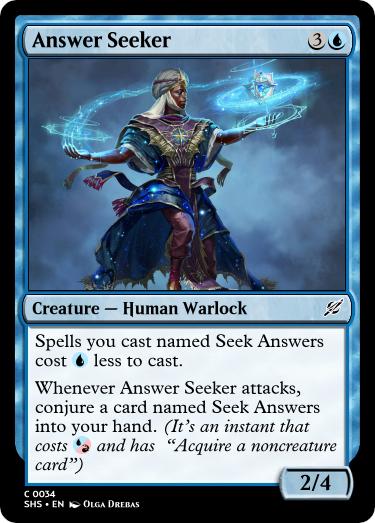 Answer Seeker 3
Creature — Human Warlock
Spells you cast named Seek Answers
cost less to cast.
Whenever Answer Seeker attacks,
conjure a card named Seek Answers
into your hand. (It's an instant that
costs and has “Acquire a noncreature
card”)
2/4
C 0034
SHS • EN OLGA DREBAS